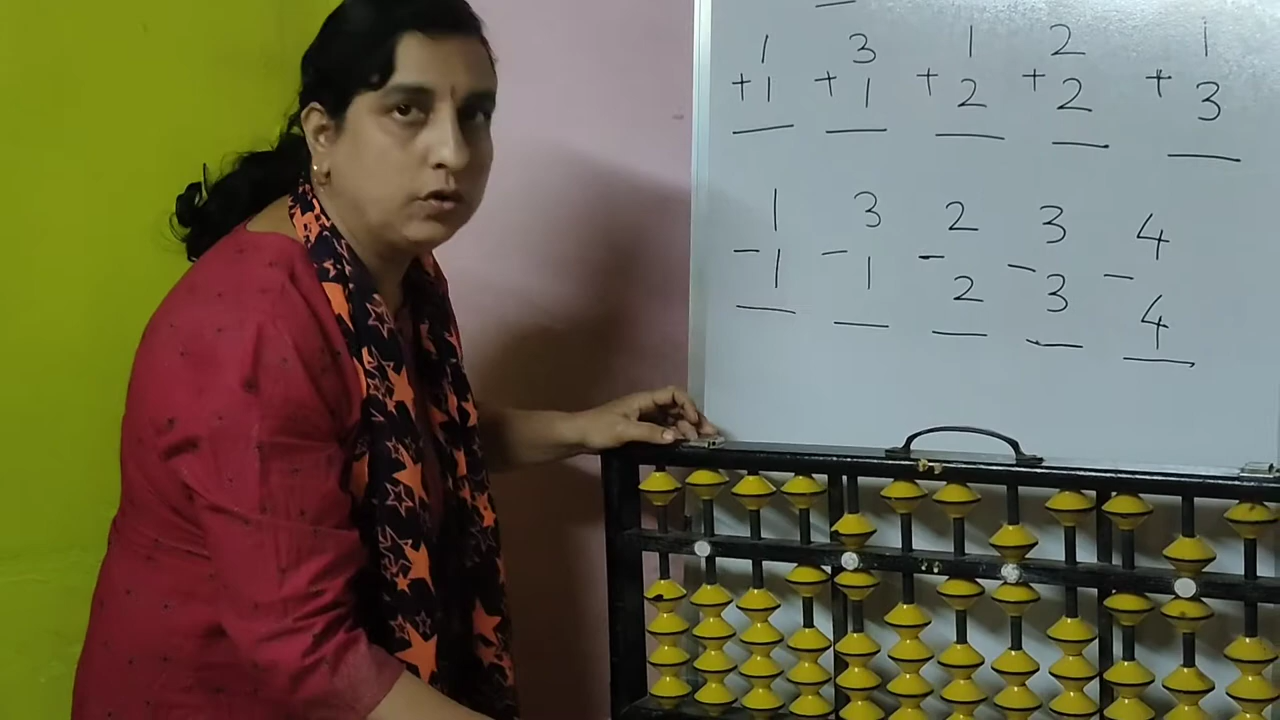 1 3 1 2 1
+1 +1 +2 +2 +3
1 3 2 3 4
-1 -1 -2 -3 -4